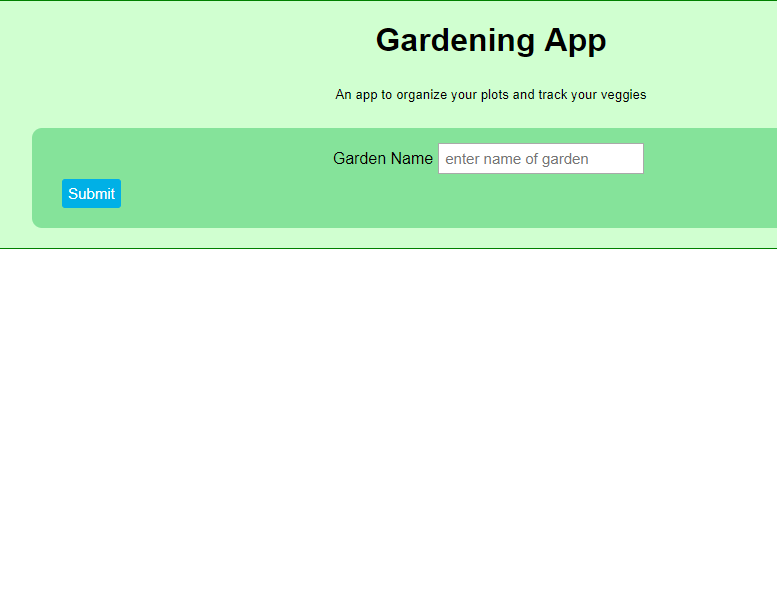 Gardening App
An app to organize your plots and track your veggies
Garden Name enter name of garden
Submit